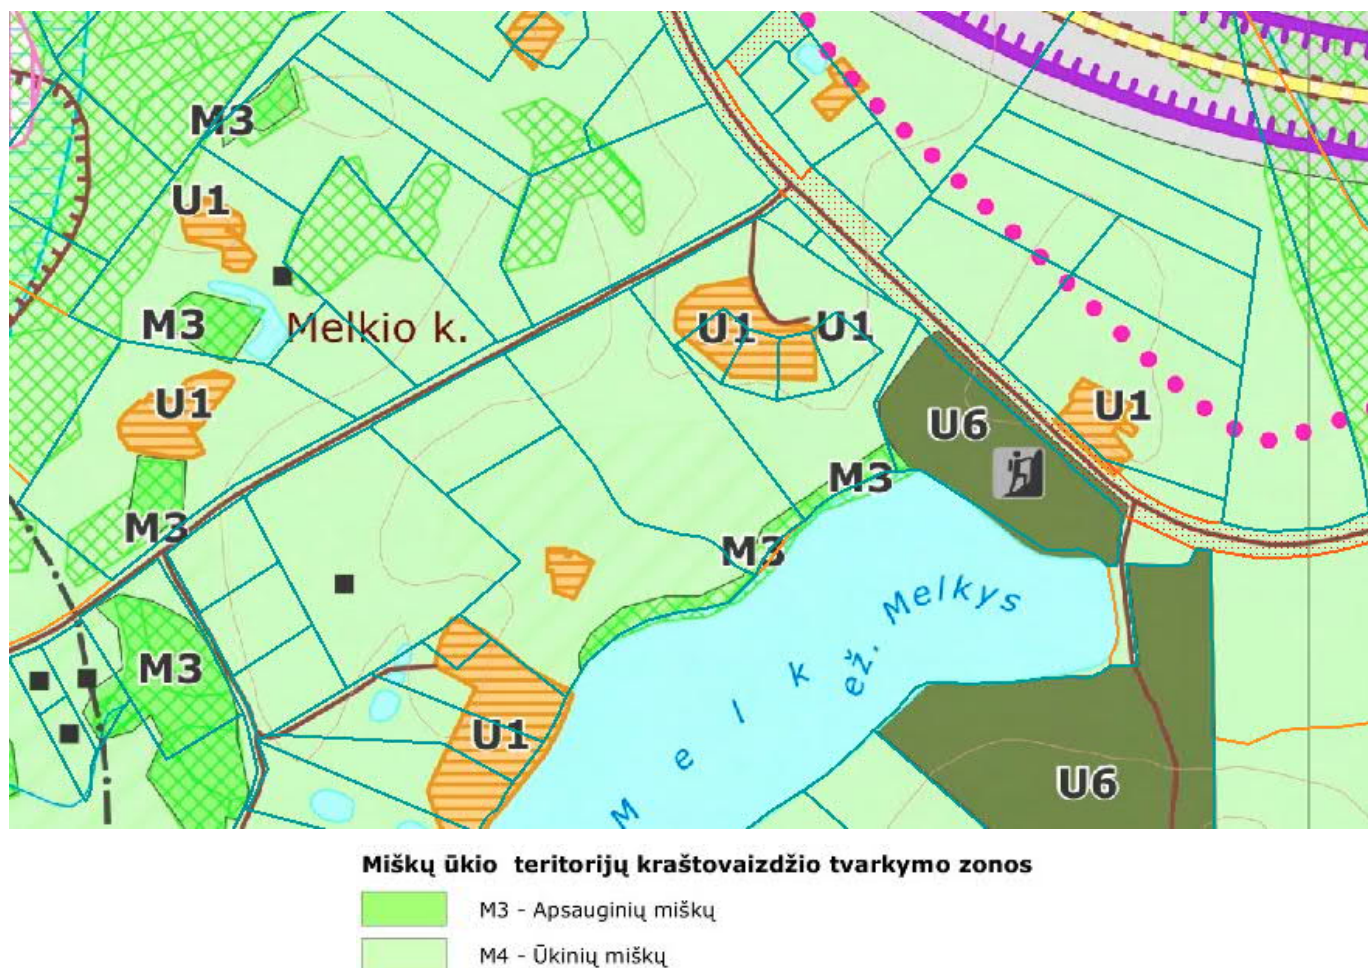 M3
U1
M3
Melkio k.
U1
U1
U1
U1
U6
M3
M3
M3
Melkys
ež.
M e l k
M3
U1
U6
Miškų ūkio teritorijų kraštovaizdžio tvarkymo zonos
M3 - Apsauginių miškų
M4 - Ūkinių miškų